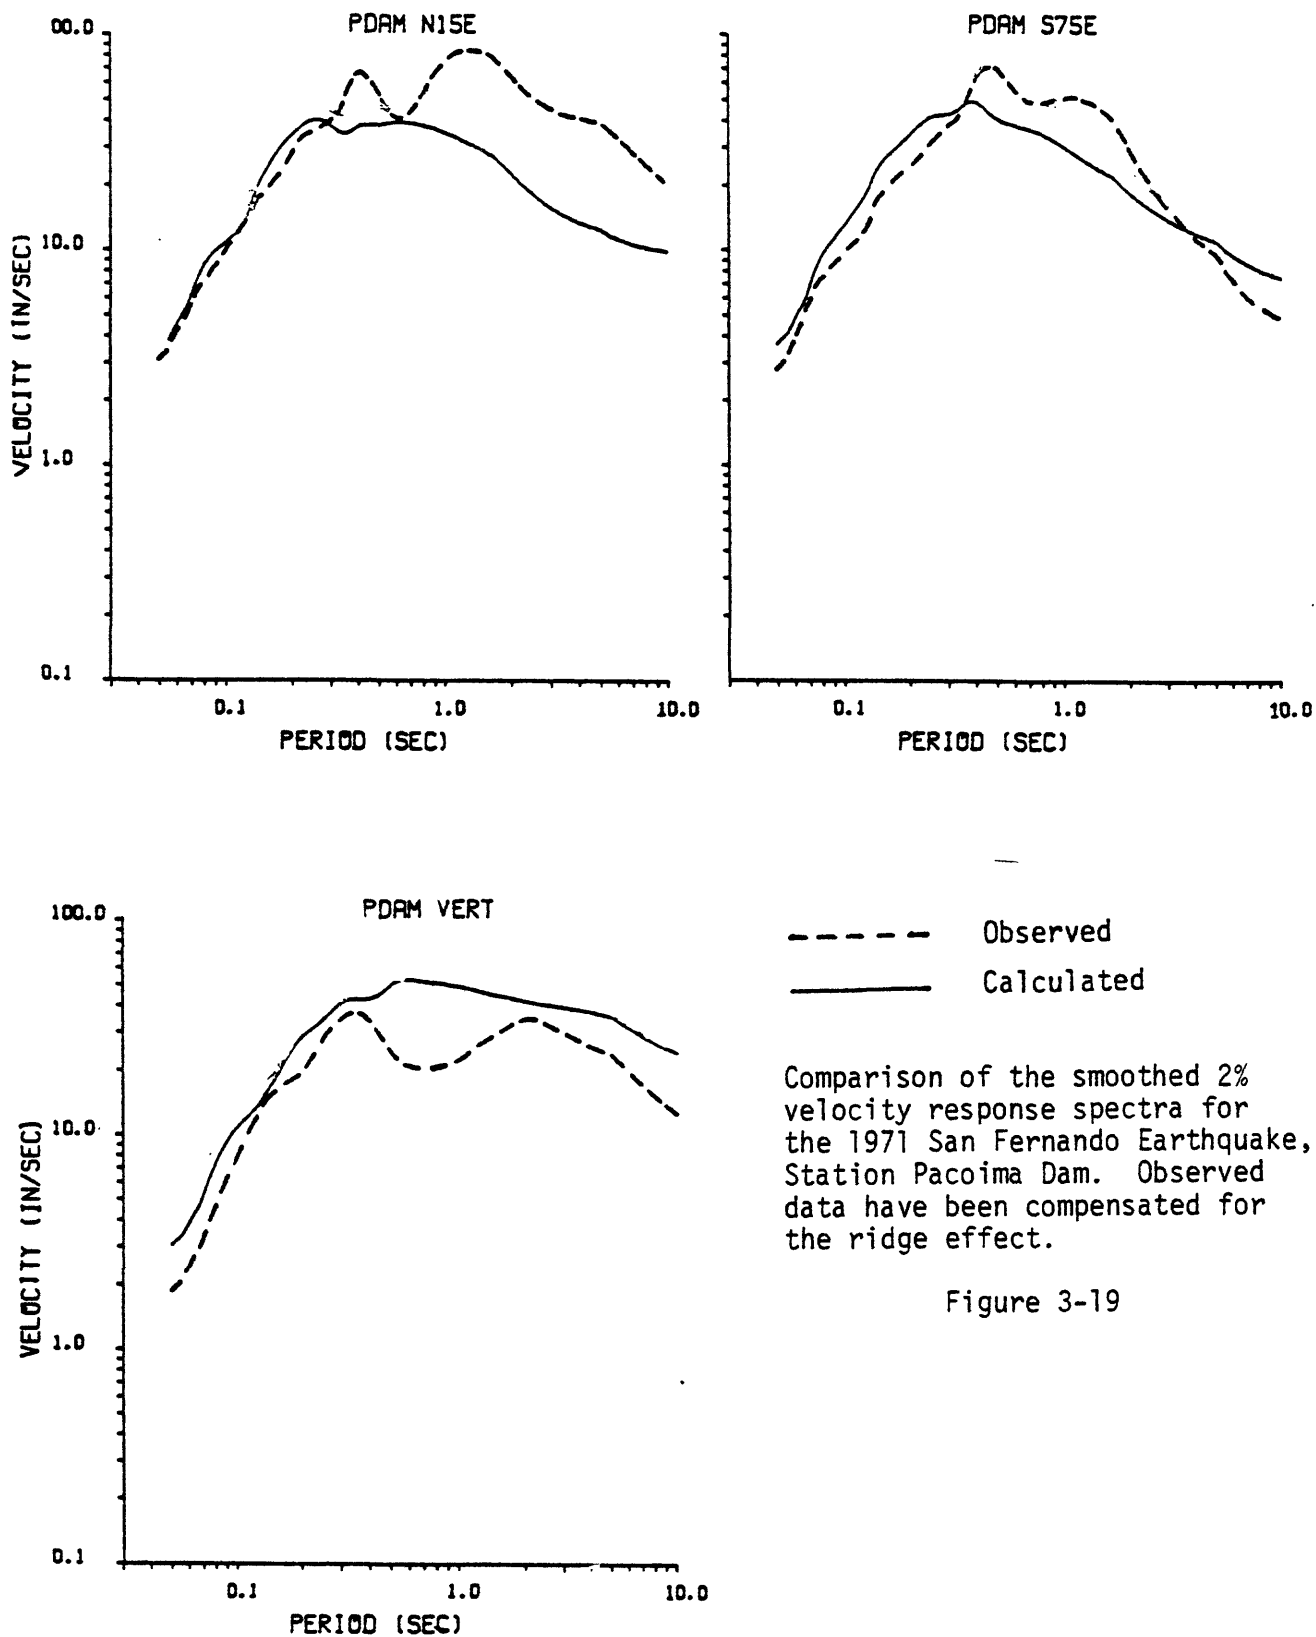 PDAM N15E
00.0
10.0
1.0
0.1
VELOCITY (IN/SEC)
0.1
1.0
10.0
PERIOD (SEC)
PDAM S75E
0.1
1.0
10.0
PERIOD (SEC)
PDAM VERT
100.0
10.0
1.0
0.1
VELOCITY (IN/SEC)
0.1
1.0
10.0
PERIOD (SEC)
Observed
Calculated
Comparison of the smoothed 2%
velocity response spectra for
the 1971 San Fernando Earthquake,
Station Pacoima Dam. Observed
data have been compensated for
the ridge effect.
Figure 3-19